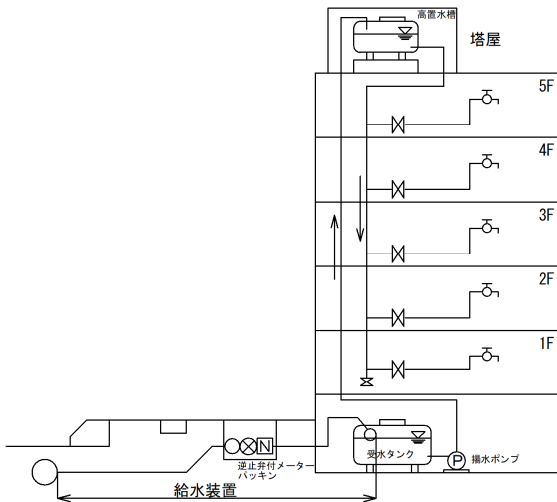 高置水槽
塔屋
5F
4F
3F
2F
1F
N
逆止弁付メーター
パッキン
受水タンク
P
揚水ポンプ
給水装置